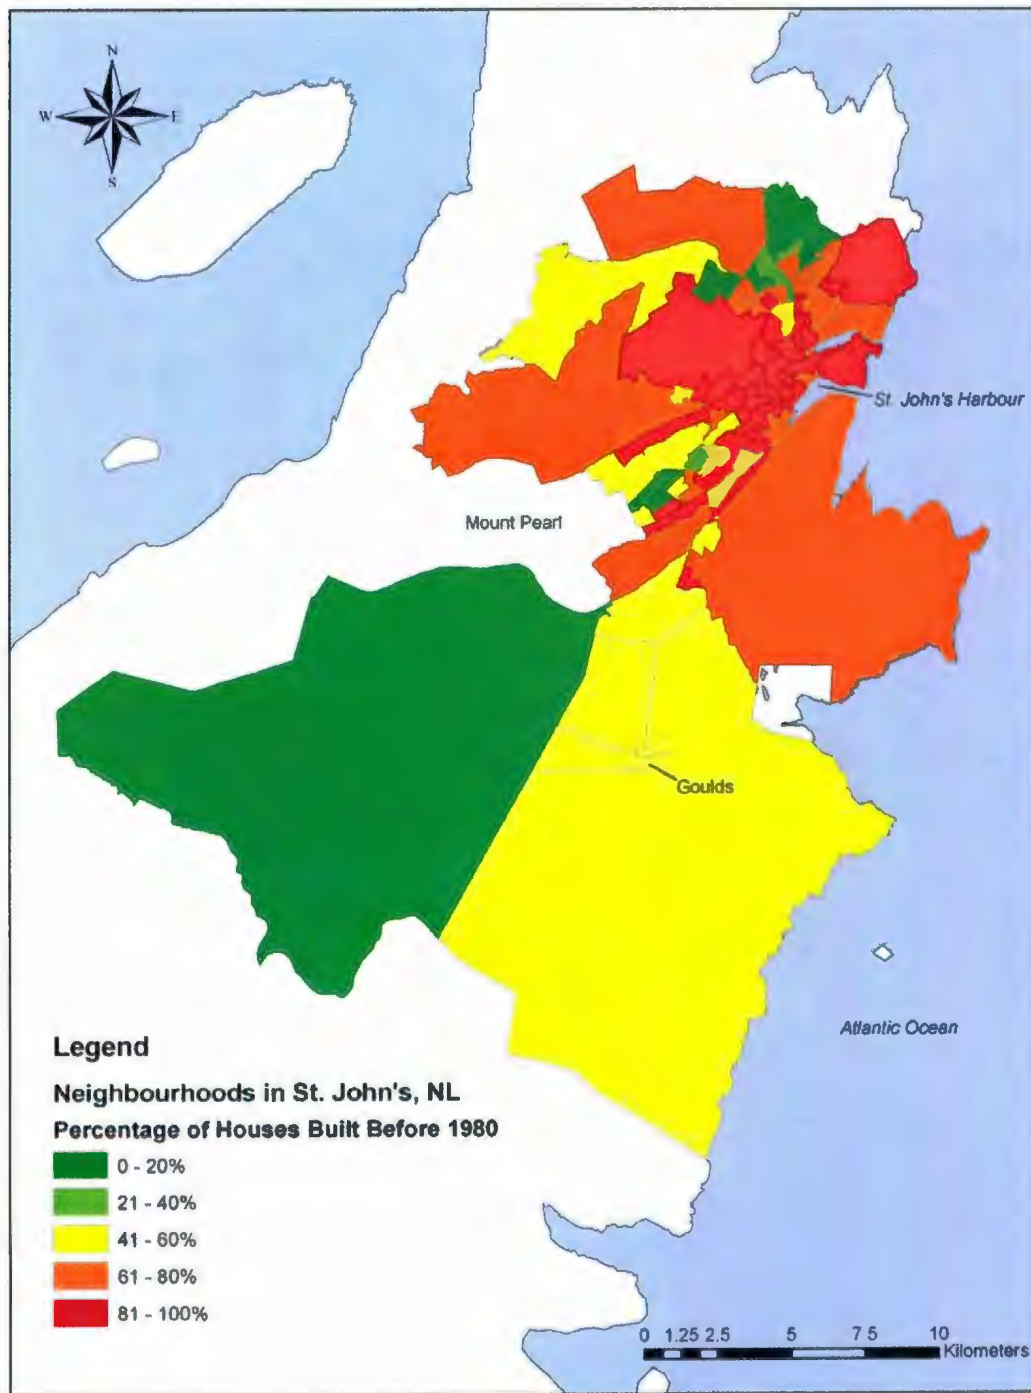 N
W E
S
St. John's Harbour
Mount Pearl
Goulds
Atlantic Ocean
Legend
Neighbourhoods in St. John's, NL
Percentage of Houses Built Before 1980
0 - 20%
21 - 40%
41 - 60%
61 - 80%
81 - 100%
0 1.25 2.5 5 7 5 10
Kilometers